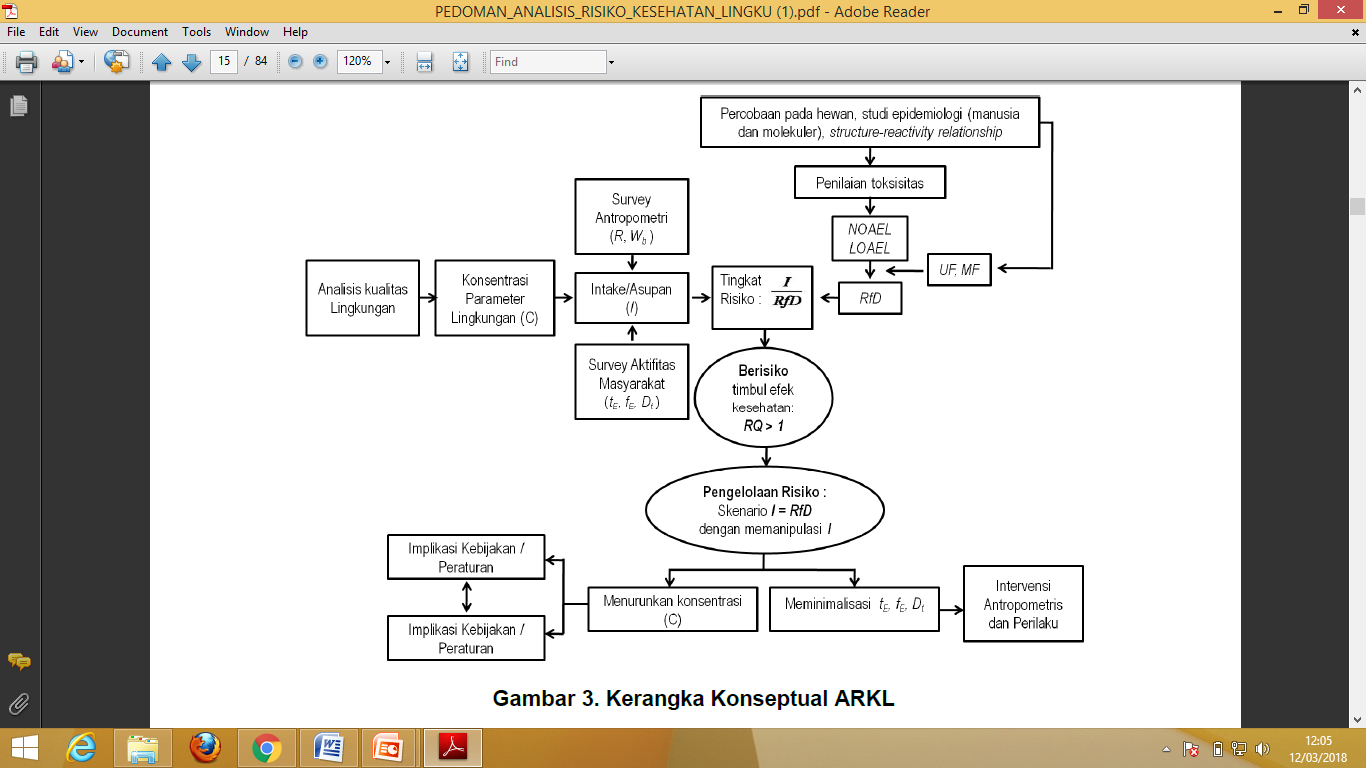 PEDOMAN_ANALISIS_RISIKO_KESEHATAN_LINGKU (1).pdf - Adobe Reader
File Edit View Document Tools Window Help
15 / 84 120% Find
Percobaan pada hewan, studi epidemiologi (manusia
dan molekuler), structure-reactivity relationship
Penilaian toksisitas
NOAEL
LOAEL
UF, MF
RfD
Survey
Antropometri
(R, Wb )
Analisis kualitas
Lingkungan
Konsentrasi
Parameter
Lingkungan (C)
Intake/Asupan
(I)
Tingkat
Risiko : I / RfD
Survey Aktifitas
Masyarakat
(tE, fE, Dt )
Berisiko
timbul efek
kesehatan:
RQ > 1
Pengelolaan Risiko :
Skenario I = RfD
dengan memanipulasi I
Implikasi Kebijakan /
Peraturan
Implikasi Kebijakan /
Peraturan
Menurunkan konsentrasi
(C)
Meminimalisasi tE, fE, Dt
Intervensi
Antropometris
dan Perilaku
Gambar 3. Kerangka Konseptual ARKL
12:05
12/03/2018